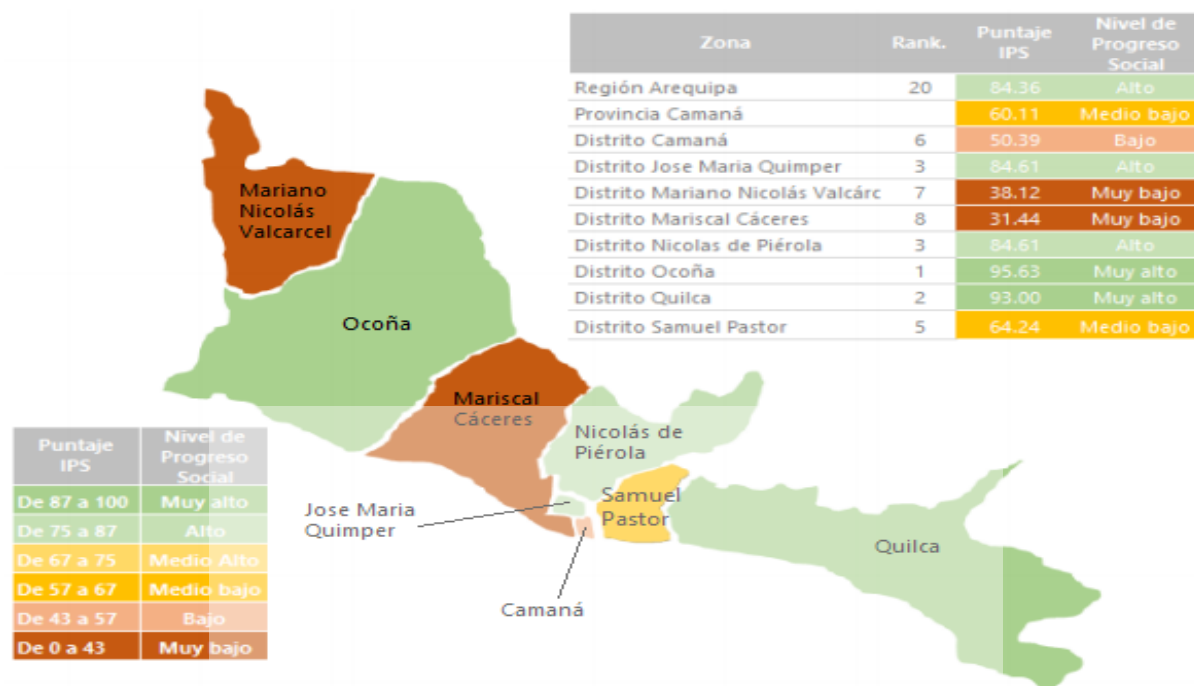 Zona Rank. Puntaje IPS Nivel de Progreso Social
Región Arequipa 20 84.36 Alto
Provincia Camaná 60.11 Medio bajo
Distrito Camaná 6 50.39 Bajo
Distrito Jose Maria Quimper 3 84.61 Alto
Distrito Mariano Nicolás Valcárc 7 38.12 Muy bajo
Distrito Mariscal Cáceres 8 31.44 Muy bajo
Distrito Nicolas de Piérola 3 84.61 Alto
Distrito Ocoña 1 95.63 Muy alto
Distrito Quilca 2 93.00 Muy alto
Distrito Samuel Pastor 5 64.24 Medio bajo
Mariano
Nicolás
Valcarcel
Ocoña
Mariscal
Cáceres
Nicolás de
Piérola
Samuel
Pastor
Jose Maria
Quimper
Quilca
Camaná
Puntaje IPS Nivel de Progreso Social
De 87 a 100 Muy alto
De 75 a 87 Alto
De 67 a 75 Medio Alto
De 57 a 67 Medio bajo
De 43 a 57 Bajo
De 0 a 43 Muy bajo